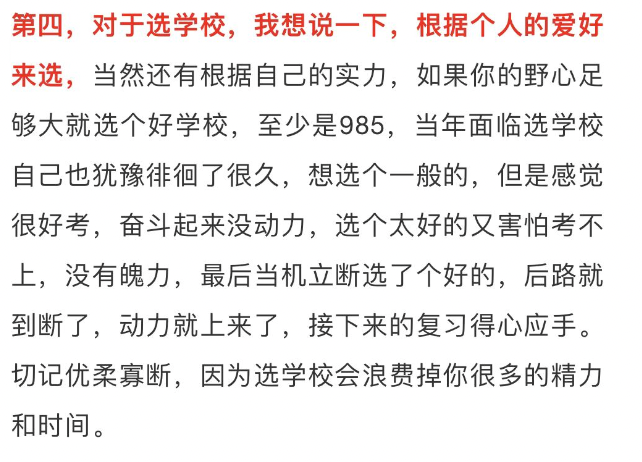 第四，对于选学校，我想说一下，根据个人的爱好
来选，当然还有根据自己的实力，如果你的野心足
够大就选个好学校，至少是985，当年面临选学校
自己也犹豫徘徊了很久，想选个一般的，但是感觉
很好考，奋斗起来没动力，选个太好的又害怕考不
上，没有魄力，最后当机立断选了个好的，后路就
到断了，动力就上来了，接下来的复习得心应手。
切记优柔寡断，因为选学校会浪费掉你很多的精力
和时间。